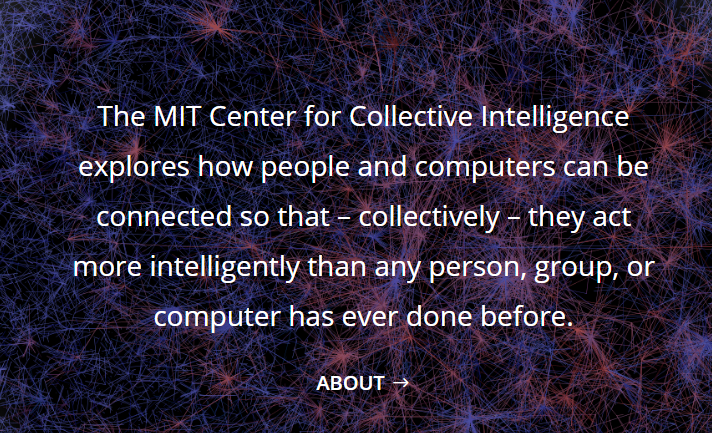 The MIT Center for Collective Intelligence
explores how people and computers can be
connected so that – collectively – they act
more intelligently than any person, group, or
computer has ever done before.
ABOUT →